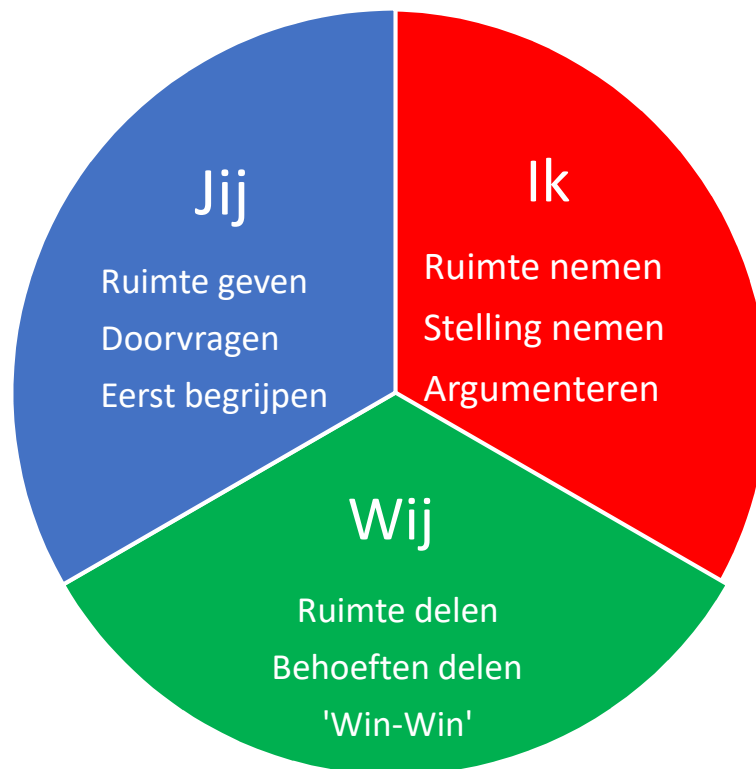 Jij
Ruimte geven
Doorvragen
Eerst begrijpen
Ik
Ruimte nemen
Stelling nemen
Argumenteren
Wij
Ruimte delen
Behoeften delen
'Win-Win'